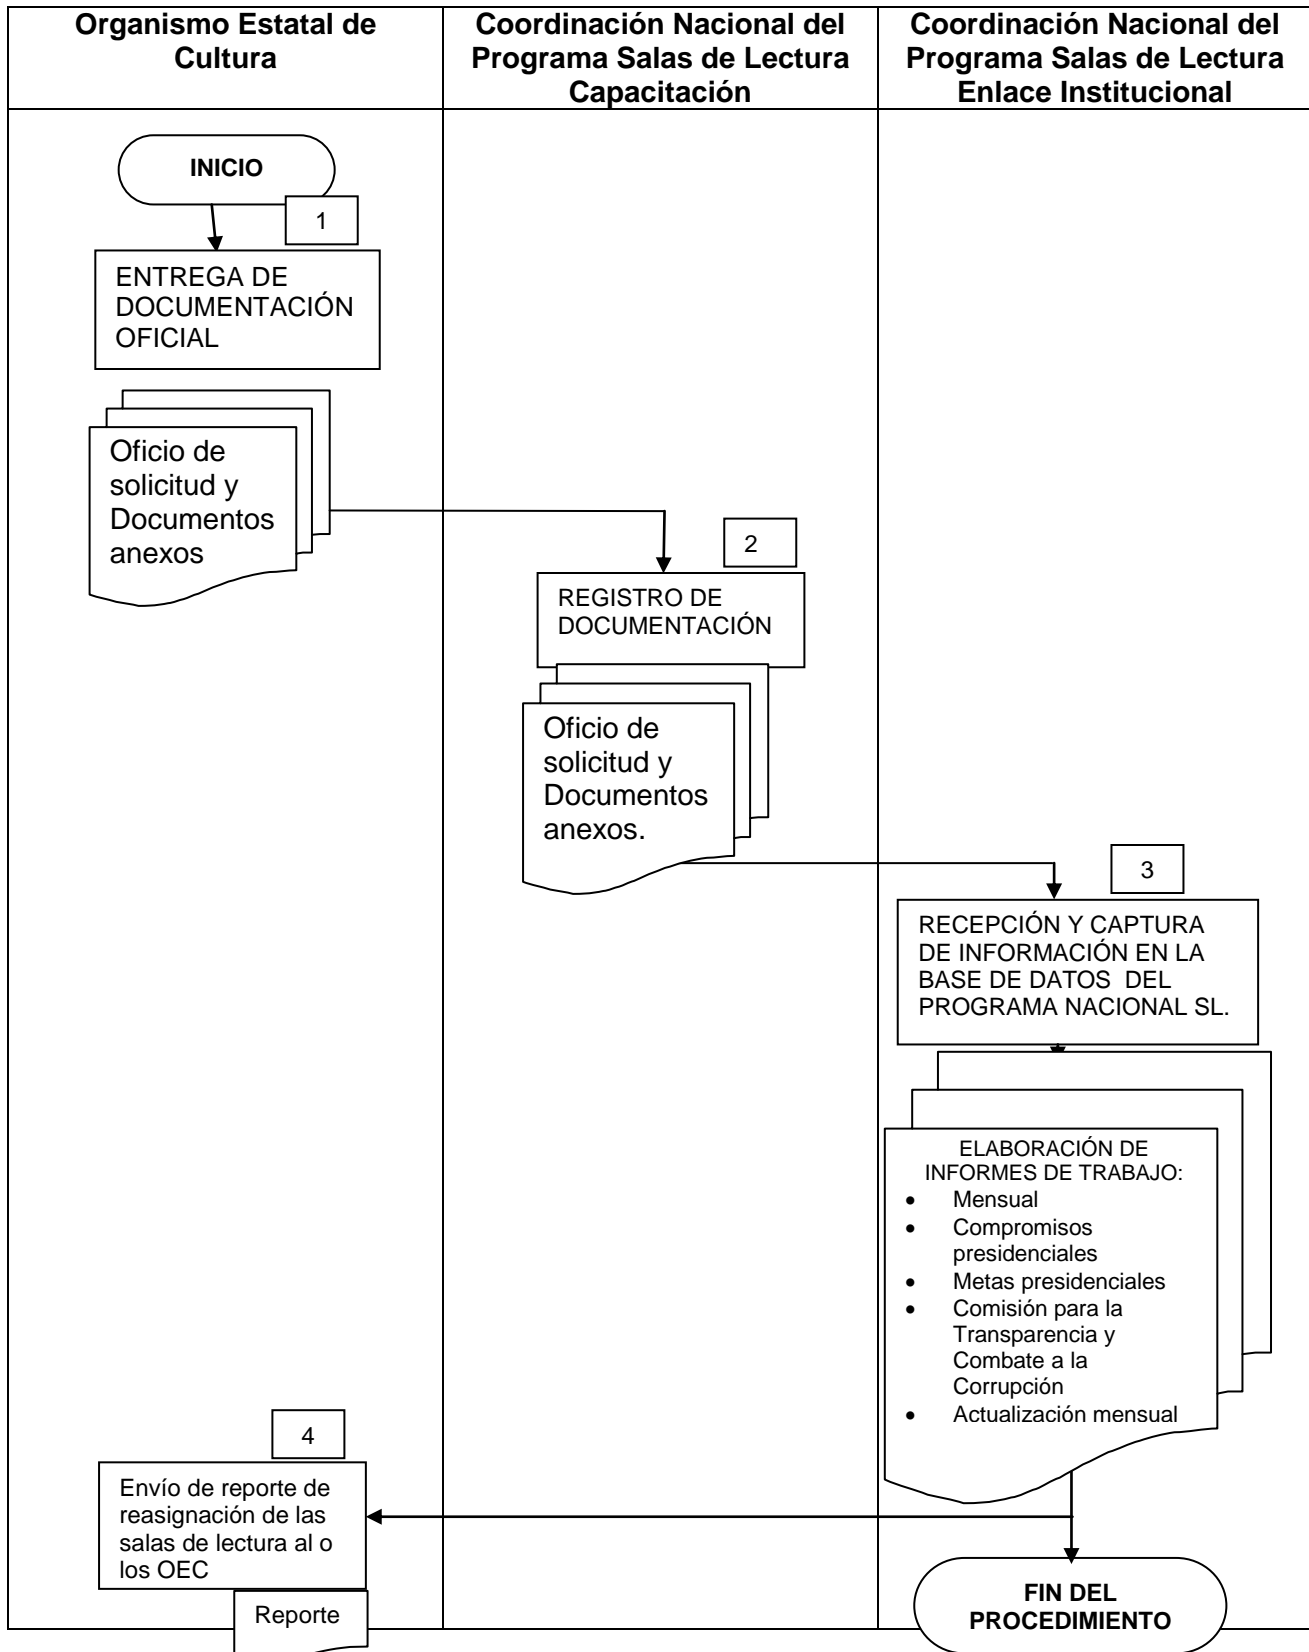 Organismo Estatal de
Cultura
Coordinación Nacional del
Programa Salas de Lectura
Capacitación
Coordinación Nacional del
Programa Salas de Lectura
Enlace Institucional
INICIO
1
ENTREGA DE
DOCUMENTACIÓN
OFICIAL
Oficio de
solicitud y
Documentos
anexos
2
REGISTRO DE
DOCUMENTACIÓN
Oficio de
solicitud y
Documentos
anexos.
3
RECEPCIÓN Y CAPTURA
DE INFORMACIÓN EN LA
BASE DE DATOS  DEL
PROGRAMA NACIONAL SL.
ELABORACIÓN DE
INFORMES DE TRABAJO:
• Mensual
• Compromisos
presidenciales
• Metas presidenciales
• Comisión para la
Transparencia y
Combate a la
Corrupción
• Actualización mensual
4
Envío de reporte de
reasignación de las
salas de lectura al o
los OEC
Reporte
FIN DEL
PROCEDIMIENTO